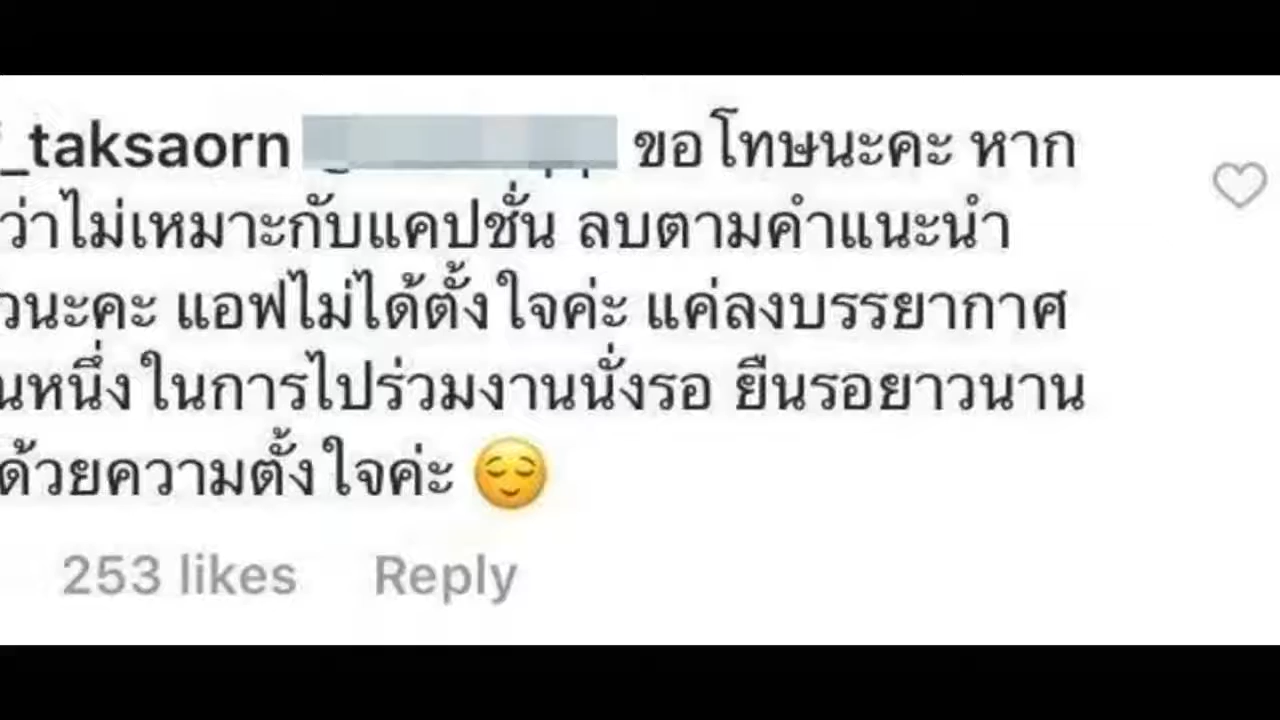 _taksaorn ขอโทษนะคะ หาก
ว่าไม่เหมาะกับแคปชั่น ลบตามคำแนะนำ
วนะคะ แอฟไม่ได้ตั้งใจค่ะ แค่ลงบรรยากาศ
นหนึ่งในการไปร่วมงานนั่งรอ ยืนรอยาวนาน
ด้วยความตั้งใจค่ะ 😌
253 likes Reply